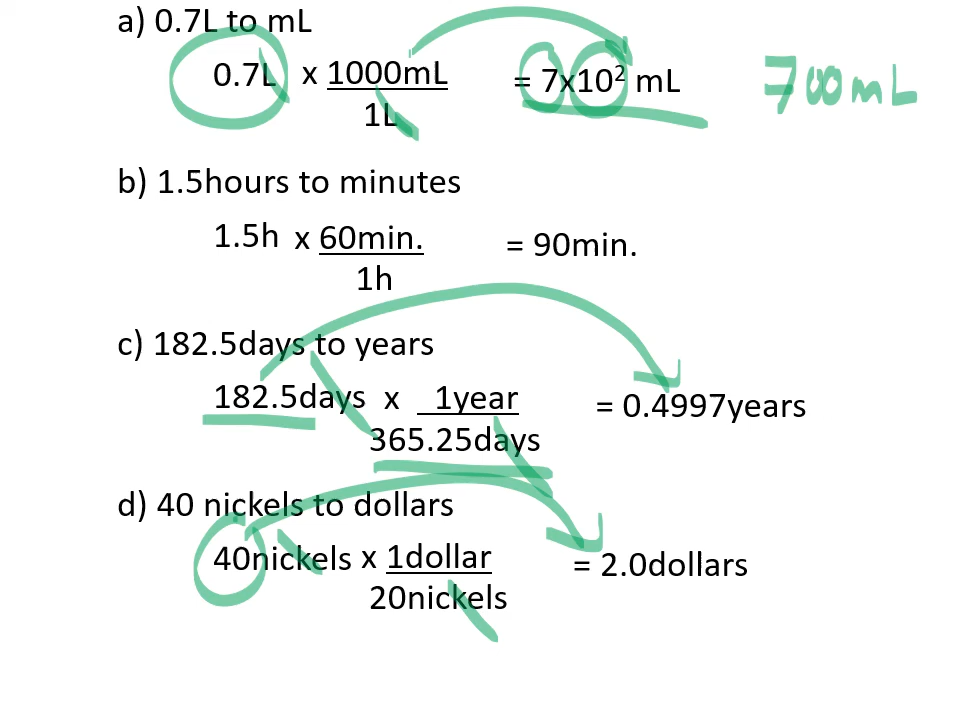 a) 0.7L to mL
0.7L x 1000mL = 7x10² mL 700mL
1L
b) 1.5hours to minutes
1.5h x 60min. = 90min.
1h
c) 182.5days to years
182.5days x 1year = 0.4997years
365.25days
d) 40 nickels to dollars
40nickels x 1dollar = 2.0dollars
20nickels